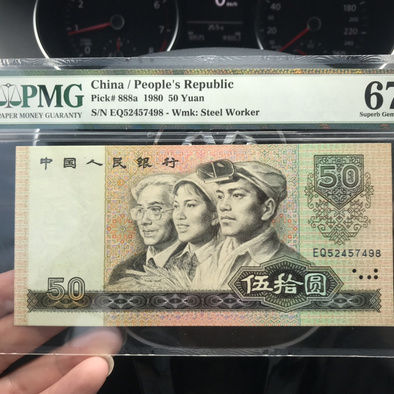 PMG
PAPER MONEY GUARANTY
China / People's Republic
Pick# 888a 1980 50 Yuan
S/N EQ52457498 - Wmk: Steel Worker
67
Superb Gem
中国人民银行
50
EQ52457498
50
伍拾圆